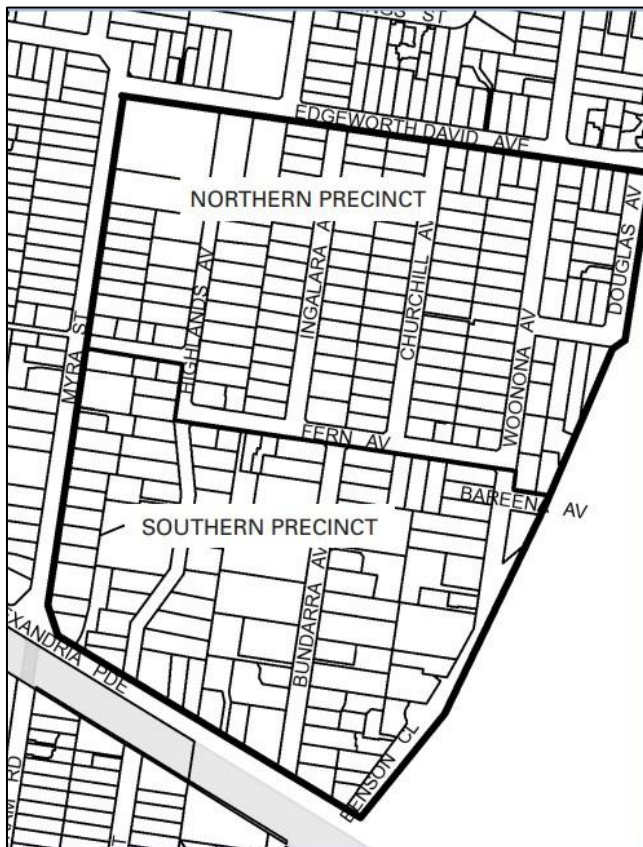 EDGEWORTH DAVID AVE
NORTHERN PRECINCT
DOUGLAS AV
HIGHLANDS AV
INGALARA A
CHURCHILL AV
WOONONA AV
MYRA ST
FERN AV
BAREENA AV
SOUTHERN PRECINCT
BUNDARRA AV
EXANDRIA PDE
BENSON CL
RD
T